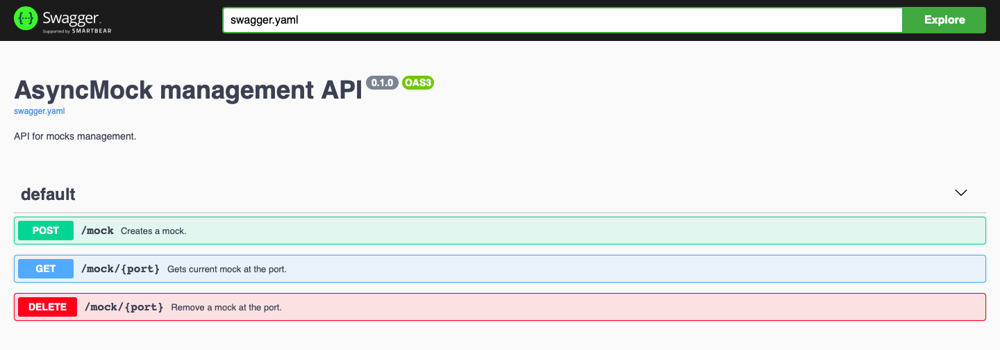 Swagger
Supported by SMARTBEAR
swagger.yaml
Explore
AsyncMock management API 0.1.0 OAS3
swagger.yaml
API for mocks management.
default
POST /mock Creates a mock.
GET /mock/{port} Gets current mock at the port.
DELETE /mock/{port} Remove a mock at the port.